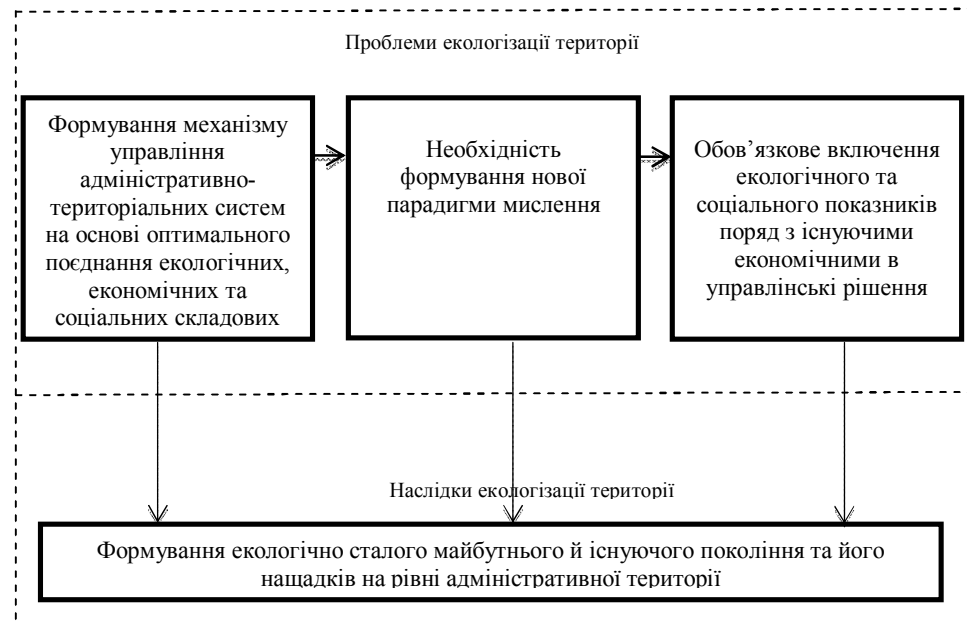 Проблеми екологізації території
Формування механізму
управління
адміністративно-
територіальних систем
на основі оптимального
поєднання екологічних,
економічних та
соціальних складових
Необхідність
формування нової
парадигми мислення
Обов’язкове включення
екологічного та
соціального показників
поряд з існуючими
економічними в
управлінські рішення
Наслідки екологізації території
Формування екологічно сталого майбутнього й існуючого покоління та його
нащадків на рівні адміністративної території